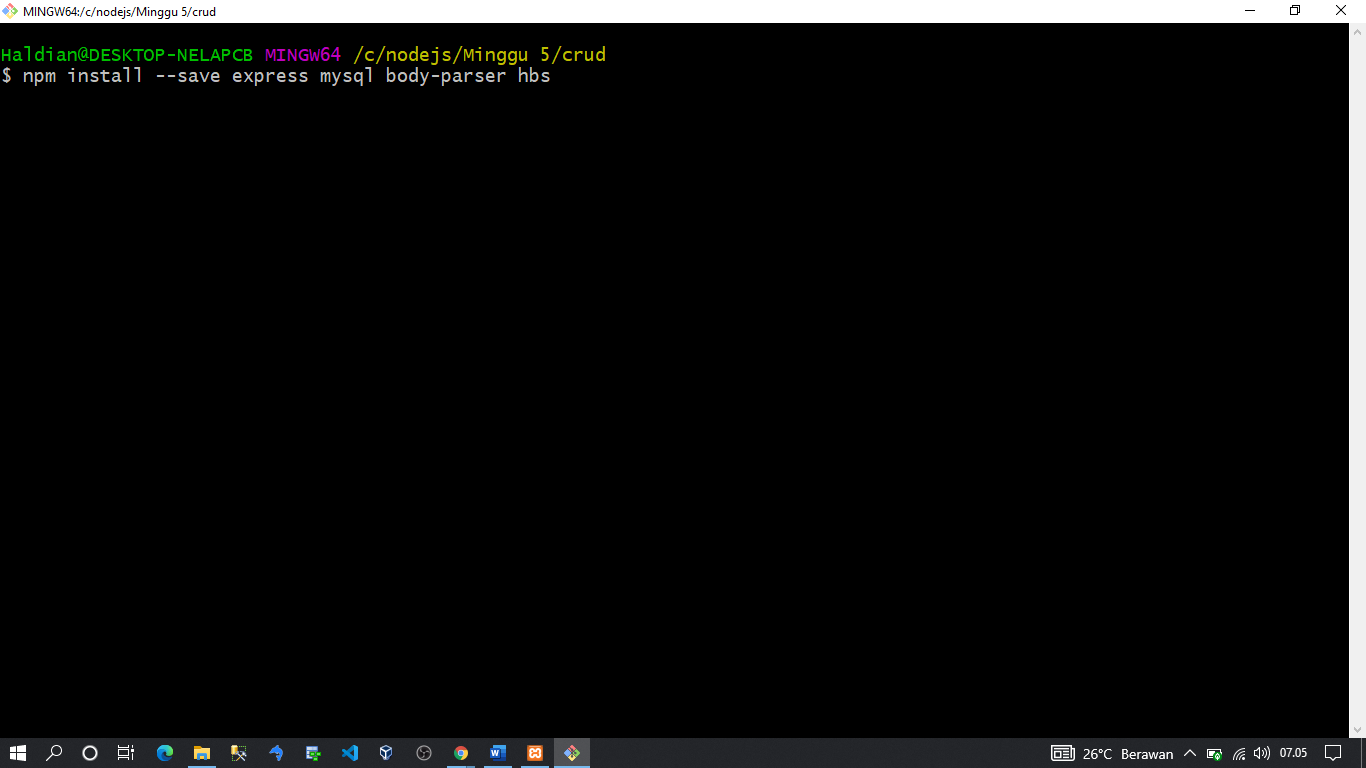 MINGW64:/c/nodejs/Minggu 5/crud
Haldian@DESKTOP-NELAPCB MINGW64 /c/nodejs/Minggu 5/crud
$ npm install --save express mysql body-parser hbs
26°C Berawan 07.05